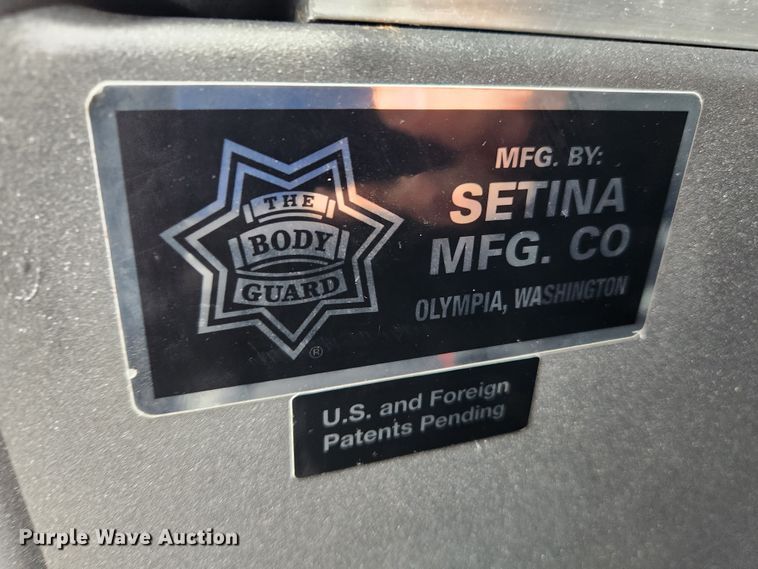 THE
BODY
GUARD
®
MFG. BY:
SETINA
MFG. CO
OLYMPIA, WASHINGTON
U.S. and Foreign
Patents Pending
Purple Wave Auction